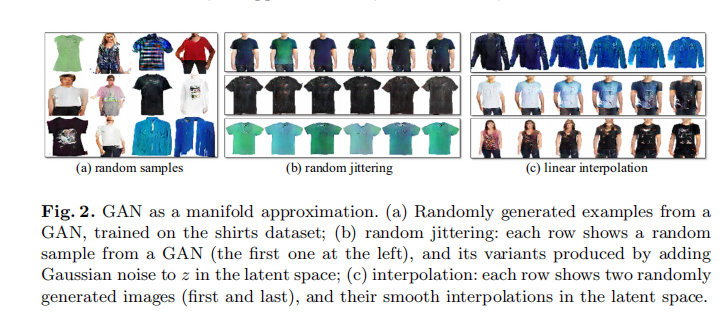 (a) random samples (b) random jittering (c) linear interpolation
Fig. 2. GAN as a manifold approximation. (a) Randomly generated examples from a
GAN, trained on the shirts dataset; (b) random jittering: each row shows a random
sample from a GAN (the first one at the left), and its variants produced by adding
Gaussian noise to z in the latent space; (c) interpolation: each row shows two randomly
generated images (first and last), and their smooth interpolations in the latent space.